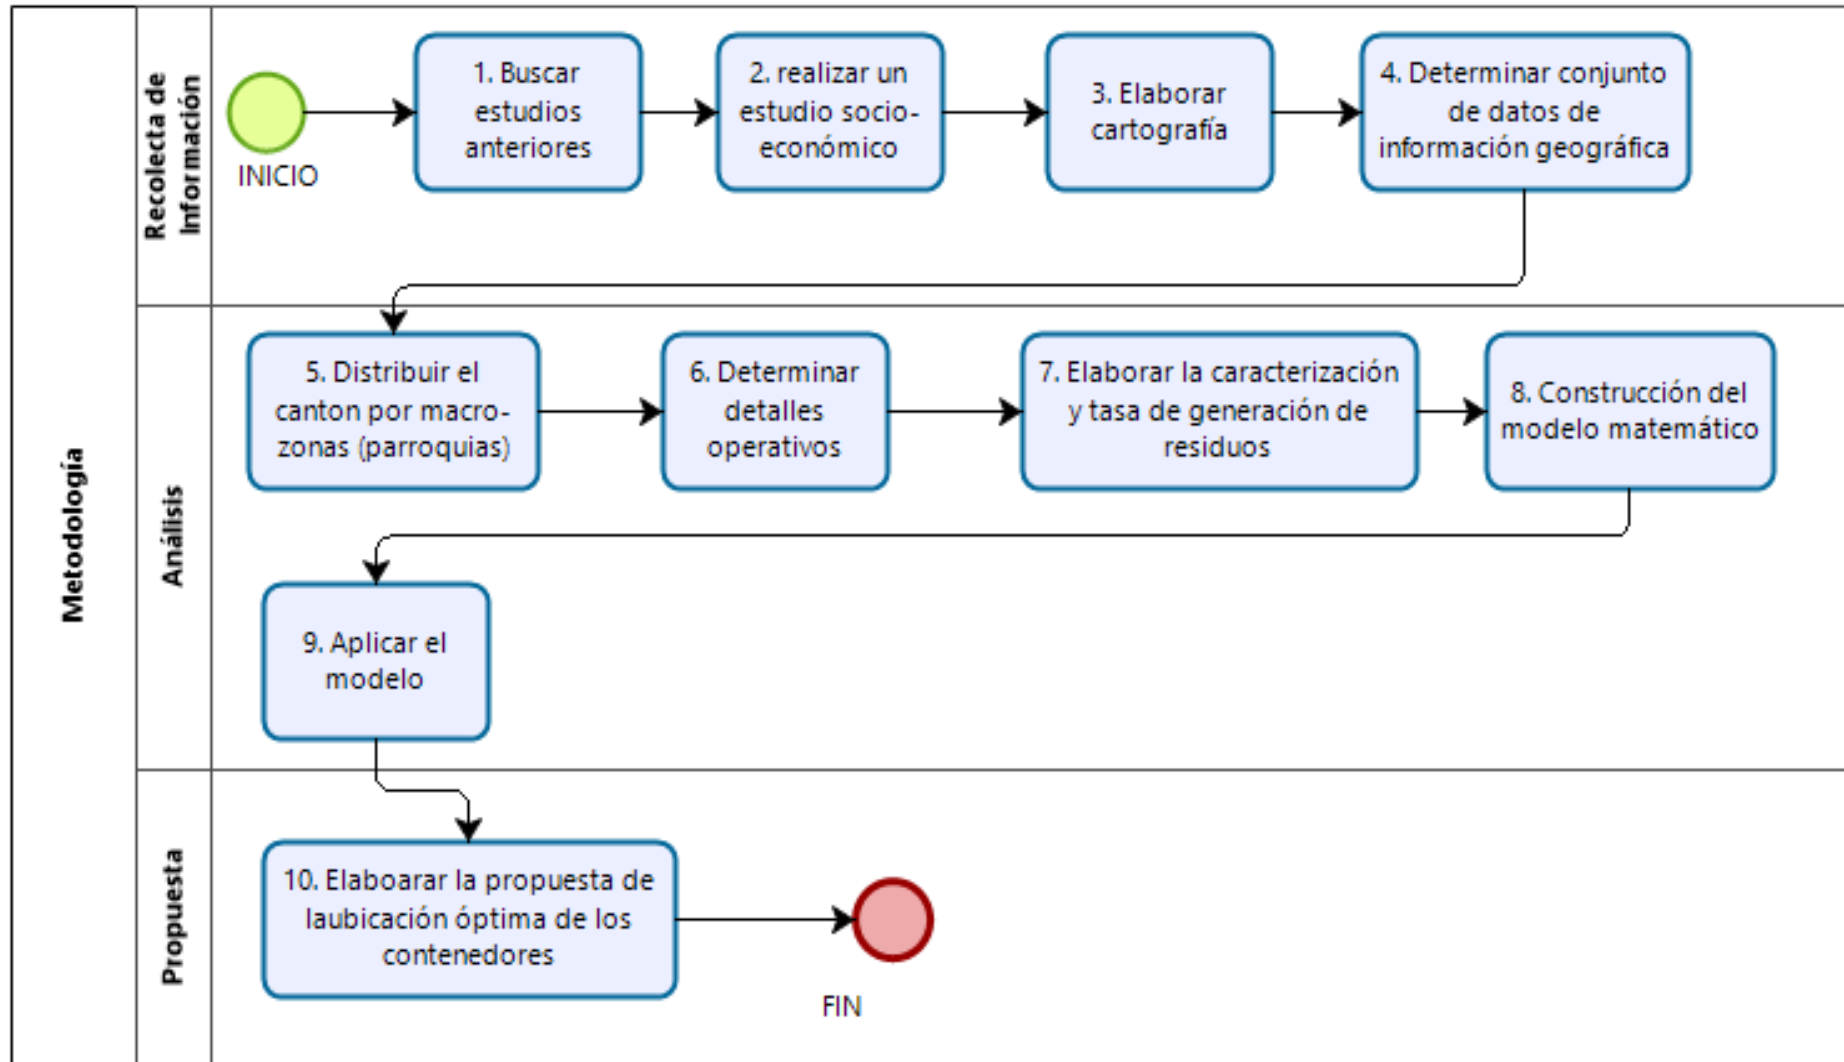 Metodología
Recolecta de
Información
INICIO
1. Buscar
estudios
anteriores
2. realizar un
estudio socio-
económico
3. Elaborar
cartografía
4. Determinar conjunto
de datos de
información geográfica
Análisis
5. Distribuir el
canton por macro-
zonas (parroquias)
6. Determinar
detalles
operativos
7. Elaborar la caracterización
y tasa de generación de
residuos
8. Construcción del
modelo matemático
9. Aplicar el
modelo
Propuesta
10. Elaboarar la propuesta de
laubicación óptima de los
contenedores
FIN